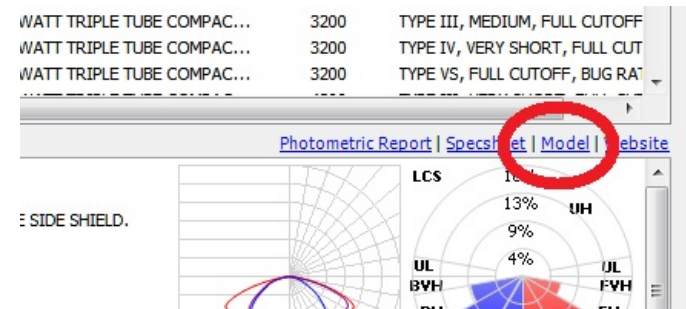 WATT TRIPLE TUBE COMPAC... 3200 TYPE III, MEDIUM, FULL CUTOFF
WATT TRIPLE TUBE COMPAC... 3200 TYPE IV, VERY SHORT, FULL CUT
WATT TRIPLE TUBE COMPAC... 3200 TYPE VS, FULL CUTOFF, BUG RAT
Photometric Report | Specsheet | Model | Website
LCS
13% UH
E SIDE SHIELD.
9%
4%
UL UL
BVH FVH